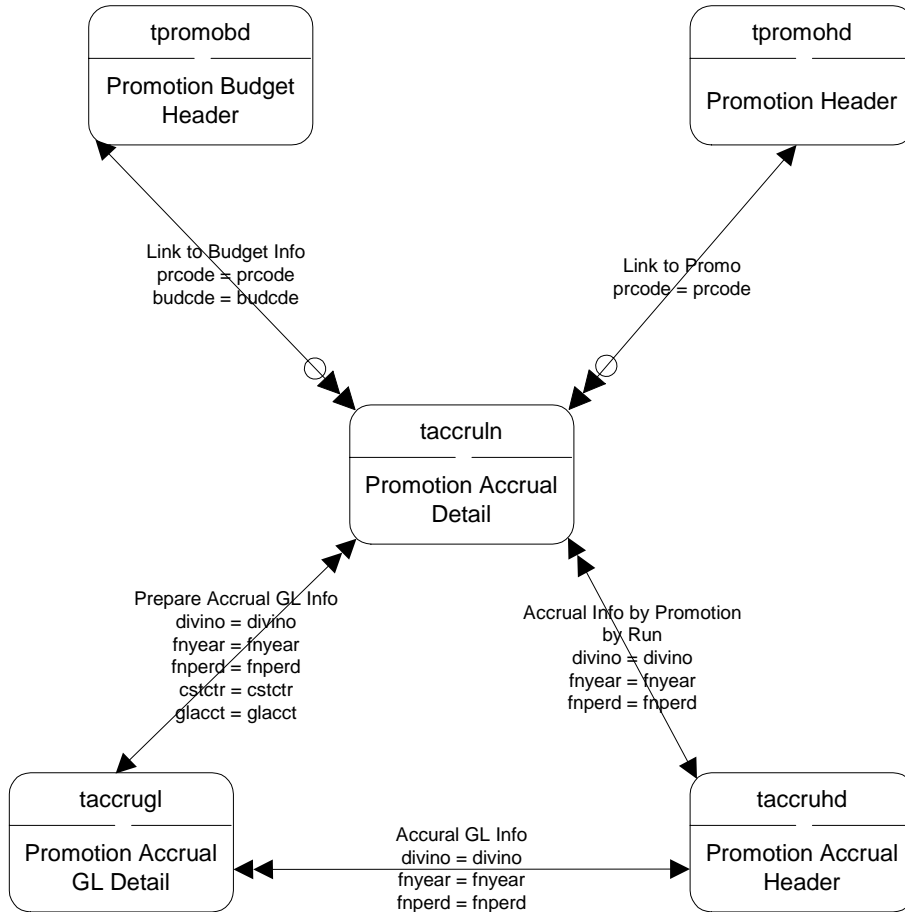 tpromobd
Promotion Budget
Header
tpromohd
Promotion Header
Link to Budget Info
prcode = prcode
budcde = budcde
Link to Promo
prcode = prcode
taccruln
Promotion Accrual
Detail
Prepare Accrual GL Info
divino = divino
fnyear = fnyear
fnperd = fnperd
cstctr = cstctr
glacct = glacct
Accrual Info by Promotion
by Run
divino = divino
fnyear = fnyear
fnperd = fnperd
taccrugl
Promotion Accrual
GL Detail
Accural GL Info
divino = divino
fnyear = fnyear
fnperd = fnperd
taccruhd
Promotion Accrual
Header